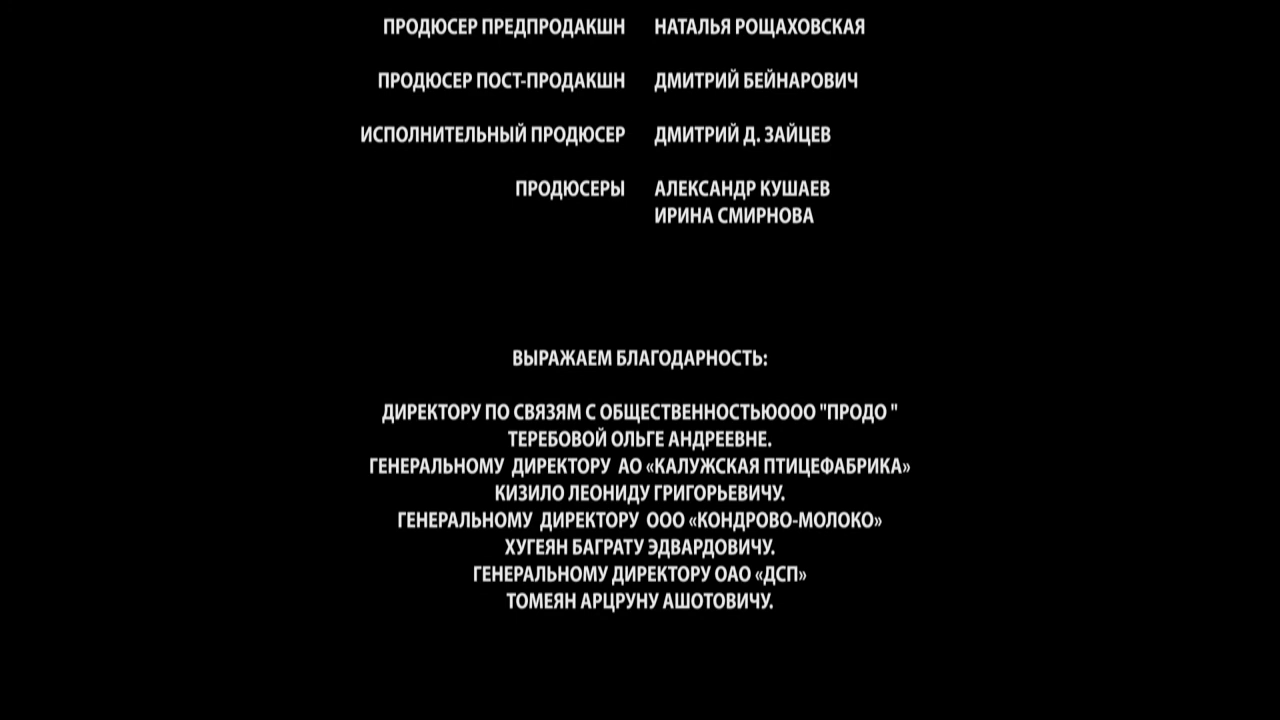 ПРОДЮСЕР ПРЕДПРОДАКШН НАТАЛЬЯ РОЩАХОВСКАЯ
ПРОДЮСЕР ПОСТ-ПРОДАКШН ДМИТРИЙ БЕЙНАРОВИЧ
ИСПОЛНИТЕЛЬНЫЙ ПРОДЮСЕР ДМИТРИЙ Д. ЗАЙЦЕВ
ПРОДЮСЕРЫ АЛЕКСАНДР КУШАЕВ
ИРИНА СМИРНОВА
ВЫРАЖАЕМ БЛАГОДАРНОСТЬ:
ДИРЕКТОРУ ПО СВЯЗЯМ С ОБЩЕСТВЕННОСТЬЮООО "ПРОДО "
ТЕРЕБОВОЙ ОЛЬГЕ АНДРЕЕВНЕ.
ГЕНЕРАЛЬНОМУ ДИРЕКТОРУ АО «КАЛУЖСКАЯ ПТИЦЕФАБРИКА»
КИЗИЛО ЛЕОНИДУ ГРИГОРЬЕВИЧУ.
ГЕНЕРАЛЬНОМУ ДИРЕКТОРУ ООО «КОНДРОВО-МОЛОКО»
ХУГЕЯН БАГРАТУ ЭДВАРДОВИЧУ.
ГЕНЕРАЛЬНОМУ ДИРЕКТОРУ ОАО «ДСП»
ТОМЕЯН АРЦРУНУ АШОТОВИЧУ.